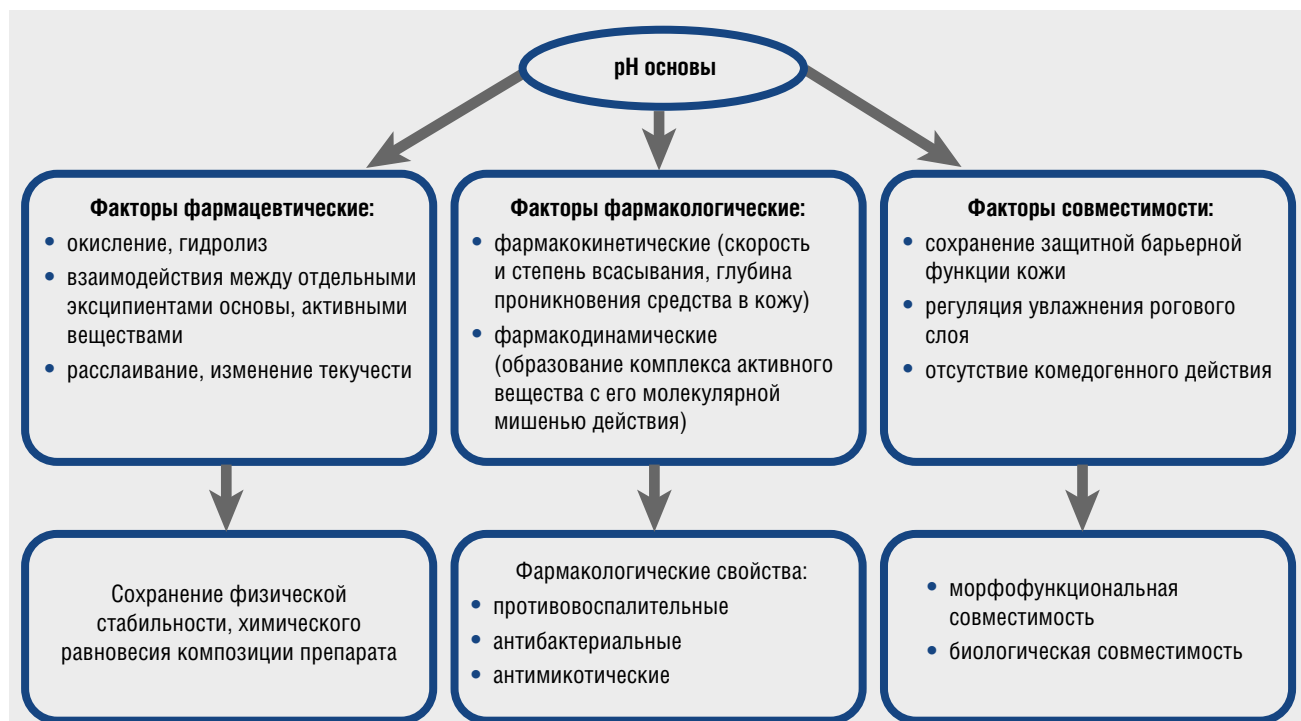 pH основы
Факторы фармацевтические:
• окисление, гидролиз
• взаимодействия между отдельными
эксципиентами основы, активными
веществами
• расслаивание, изменение текучести
Факторы фармакологические:
• фармакокинетические (скорость
и степень всасывания, глубина
проникновения средства в кожу)
• фармакодинамические
(образование комплекса активного
вещества с его молекулярной
мишенью действия)
Факторы совместимости:
• сохранение защитной барьерной
функции кожи
• регуляция увлажнения рогового
слоя
• отсутствие комедогенного действия
Сохранение физической
стабильности, химического
равновесия композиции препарата
Фармакологические свойства:
• противовоспалительные
• антибактериальные
• антимикотические
• морфофункциональная
совместимость
• биологическая совместимость